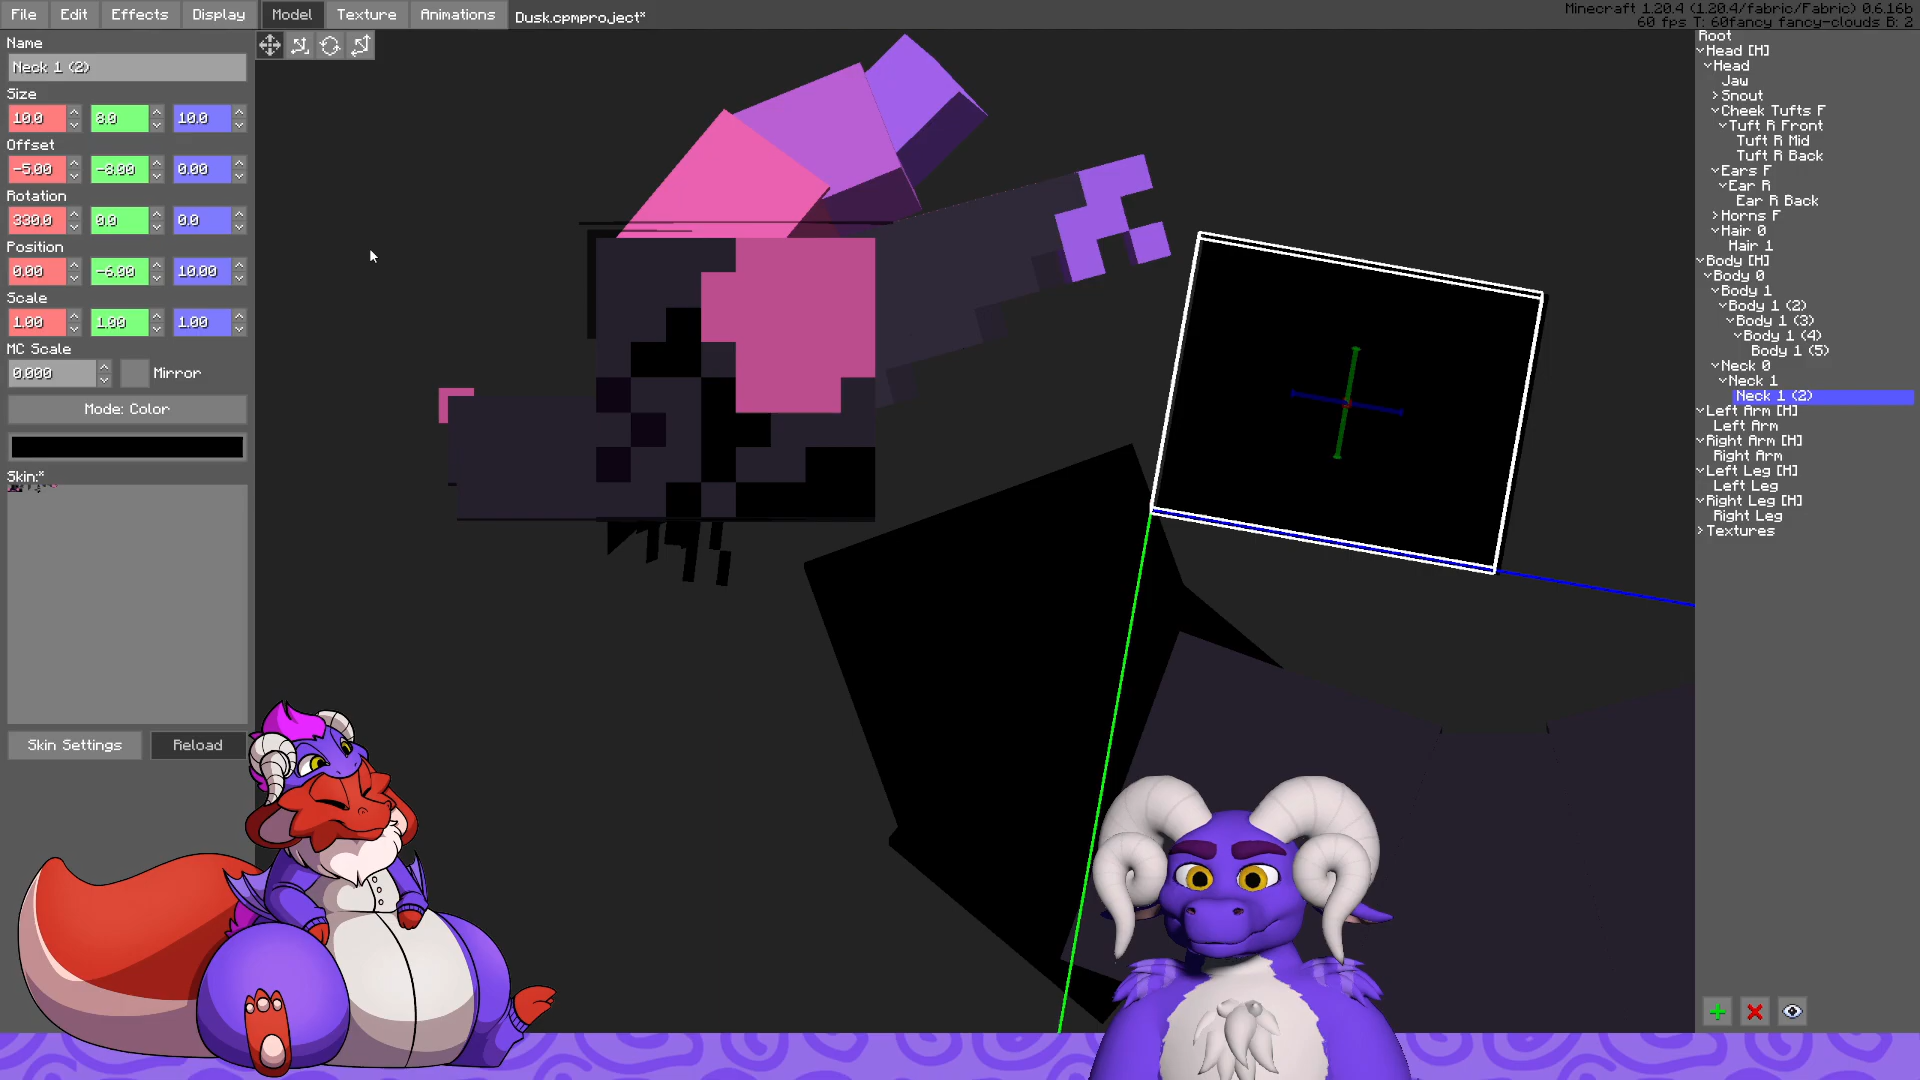 File Edit Effects Display Model Texture Animations Dusk.cpmproject*
Minecraft 1.20.4 (1.20.4/fabric/Fabric) 0.6.16b
60 fps T: 60fancy fancy-clouds B: 2
Name
Neck 1 (2)
Size
10.0 8.0 10.0
Offset
-5.00 -8.00 0.00
Rotation
330.0 0.0 0.0
Position
0.00 -6.00 10.00
Scale
1.00 1.00 1.00
MC Scale
0.000 Mirror
Mode: Color
Skin:*
Skin Settings Reload
Root
Head [H]
Head
Jaw
Snout
Cheek Tufts F
Tuft R Front
Tuft R Mid
Tuft R Back
Ears F
Ear R
Ear R Back
Horns F
Hair 0
Hair 1
Body [H]
Body 0
Body 1
Body 1 (2)
Body 1 (3)
Body 1 (4)
Body 1 (5)
Neck 0
Neck 1
Neck 1 (2)
Left Arm [H]
Left Arm
Right Arm [H]
Right Arm
Left Leg [H]
Left Leg
Right Leg [H]
Right Leg
Textures